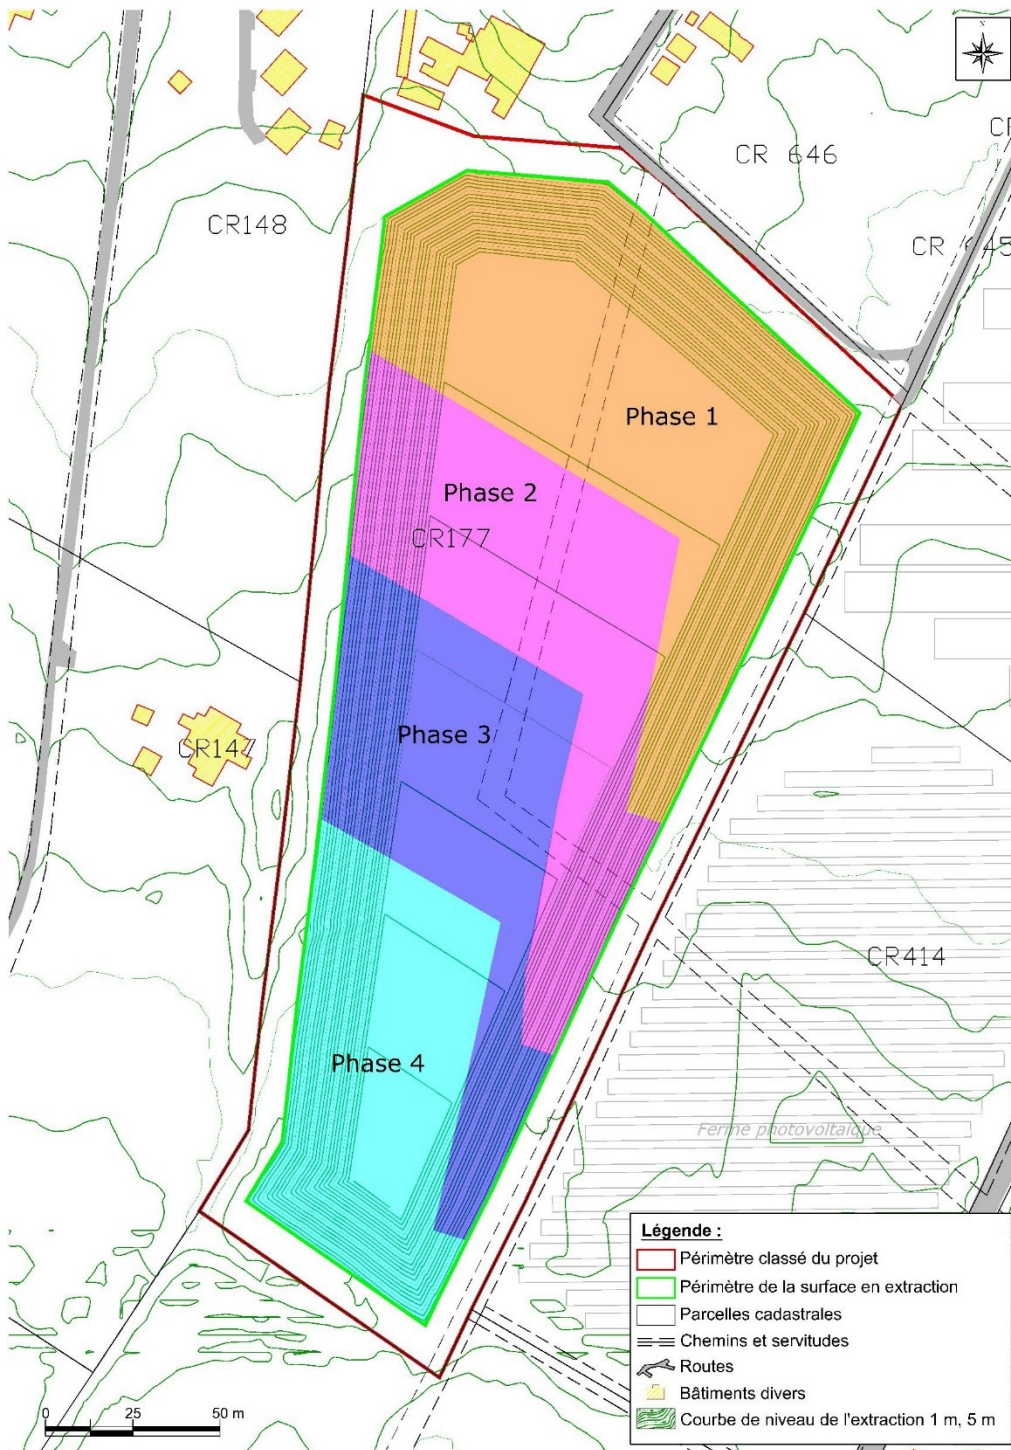 CR 646
CR148
CR 645
Phase 1
Phase 2
CR177
Phase 3
CR147
CR414
Phase 4
Ferme photovoltaïque
Légende :
Périmètre classé du projet
Périmètre de la surface en extraction
Parcelles cadastrales
Chemins et servitudes
Routes
Bâtiments divers
Courbe de niveau de l'extraction 1 m, 5 m
0 25 50 m